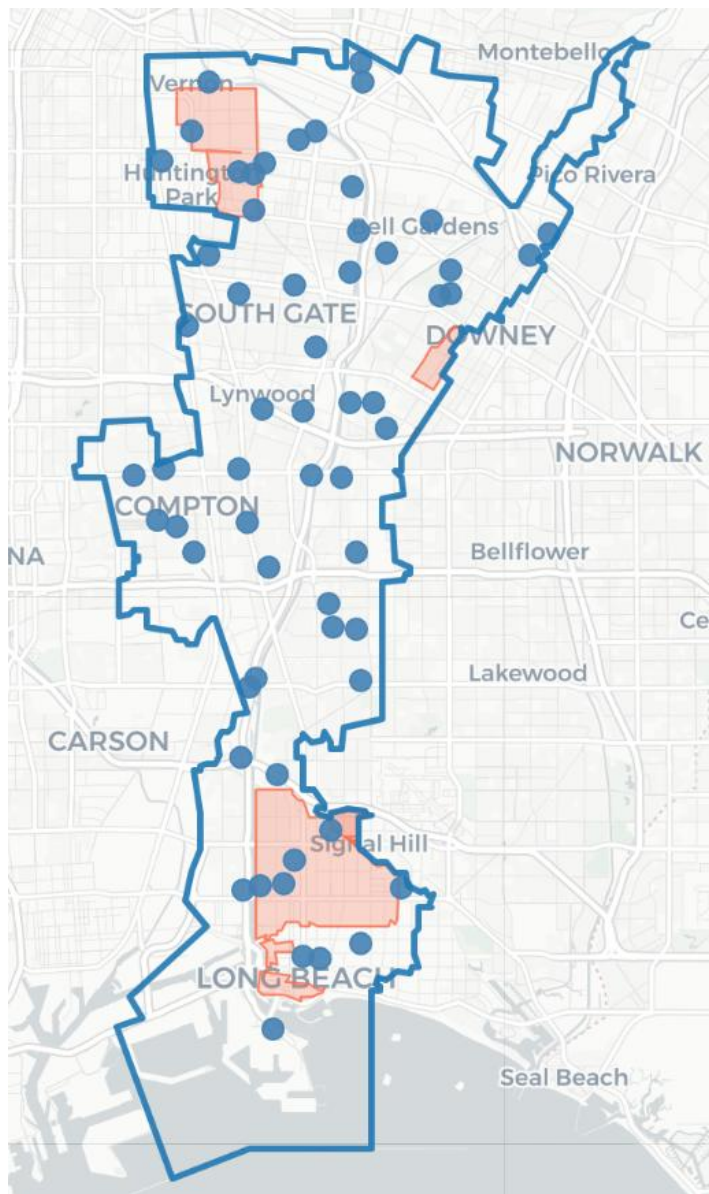 Montebello
Vernon
Huntington
Park
Pico Rivera
Bell Gardens
SOUTH GATE
DOWNEY
Lynwood
NORWALK
COMPTON
NA
Bellflower
Ce
Lakewood
CARSON
Signal Hill
LONG BEACH
Seal Beach